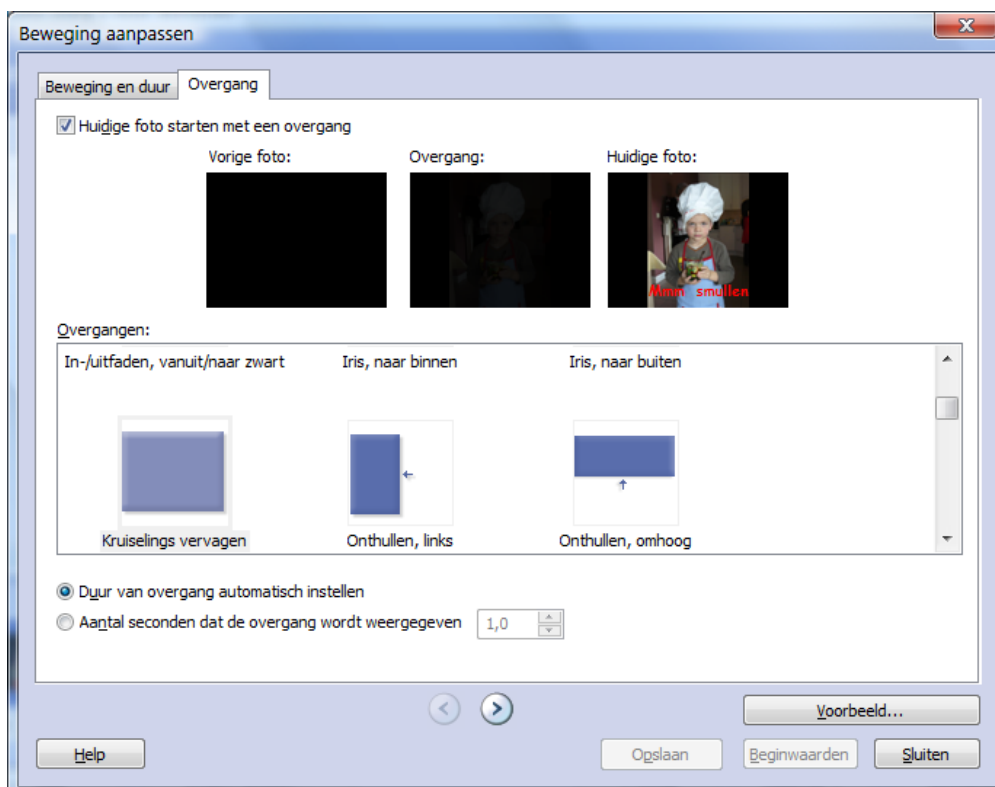 Beweging aanpassen
Beweging en duur Overgang
Huidige foto starten met een overgang
Vorige foto: Overgang: Huidige foto:
Mmm smullen
Overgangen:
In-/uitfaden, vanuit/naar zwart Iris, naar binnen Iris, naar buiten
Kruiselings vervagen Onthullen, links Onthullen, omhoog
Duur van overgang automatisch instellen
Aantal seconden dat de overgang wordt weergegeven 1,0
Voorbeeld...
Help Opslaan Beginwaarden Sluiten